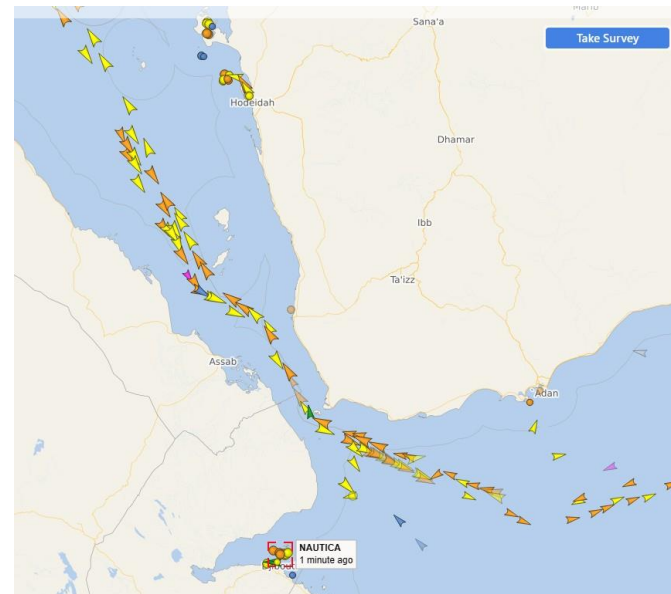 Sana'a
Take Survey
Hodeidah
Dhamar
Ibb
Ta'izz
Assab
Adan
NAUTICA
1 minute ago